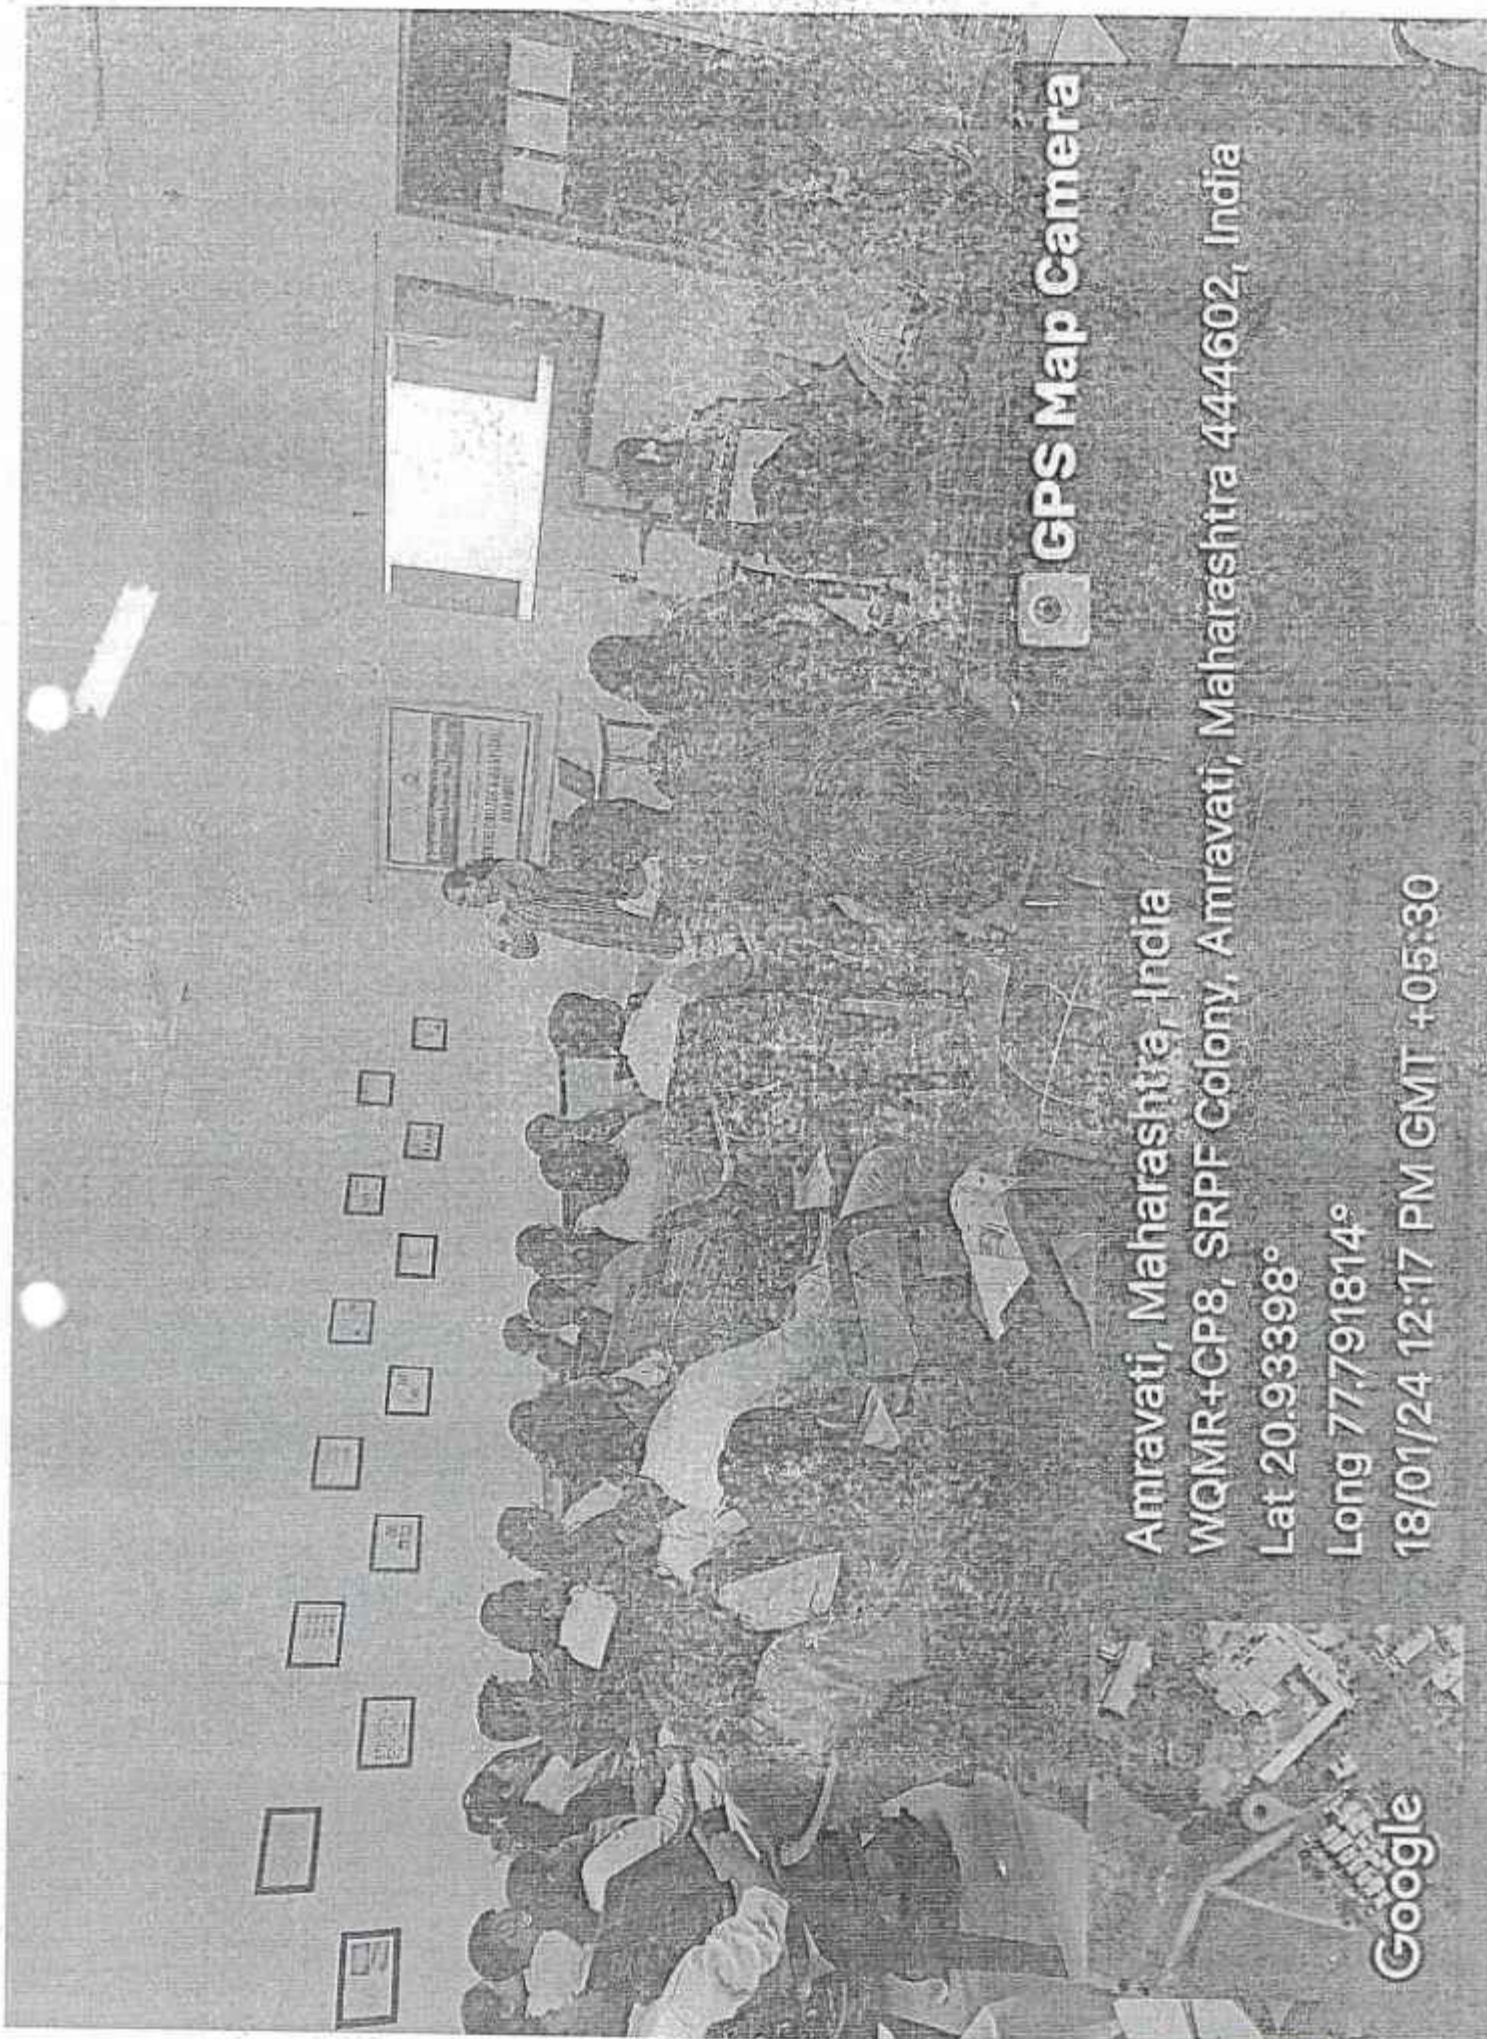 GPS Map Camera
Amravati, Maharashtra, India
WQMR+CP8, SRPF Colony, Amravati, Maharashtra 444602, India
Lat 20.933398°
Long 77.791814°
18/01/24 12:17 PM GMT +05:30
Google